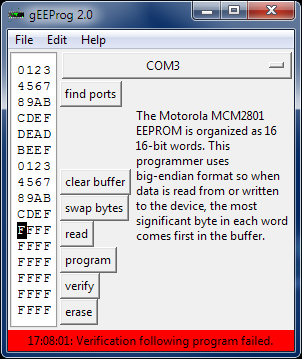 gEEProg 2.0
File Edit Help
COM3
0123
4567
89AB
CDEF
DEAD
BEEF
0123
4567
89AB
CDEF
FFFF
FFFF
FFFF
FFFF
FFFF
FFFF
find ports
clear buffer
swap bytes
read
program
verify
erase
The Motorola MCM2801
EEPROM is organized as 16
16-bit words. This
programmer uses
big-endian format so when
data is read from or written
to the device, the most
significant byte in each word
comes first in the buffer.
17:08:01: Verification following program failed.